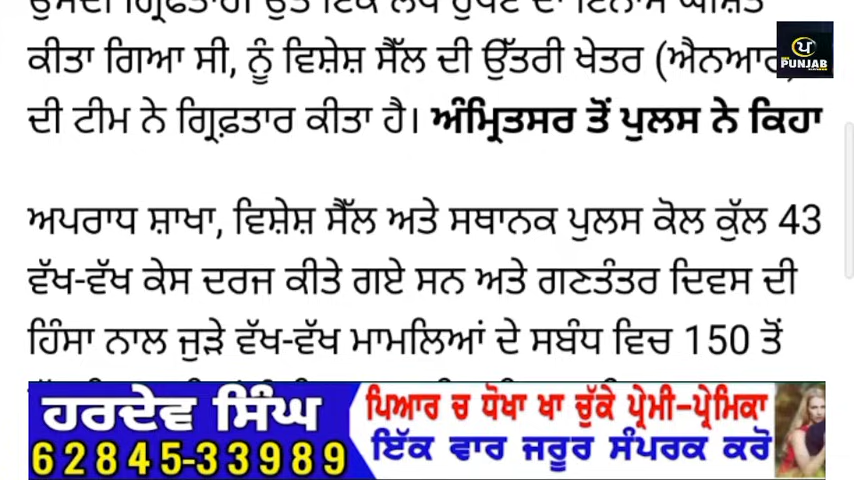 ਕੀਤਾ ਗਿਆ ਸੀ, ਨੂੰ ਵਿਸ਼ੇਸ਼ ਸੈੱਲ ਦੀ ਉੱਤਰੀ ਖੇਤਰ (ਐਨਆਰ)
ਦੀ ਟੀਮ ਨੇ ਗ੍ਰਿਫ਼ਤਾਰ ਕੀਤਾ ਹੈ। ਅੰਮ੍ਰਿਤਸਰ ਤੋਂ ਪੁਲਸ ਨੇ ਕਿਹਾ
ਪ
PUNJAB
ਅਪਰਾਧ ਸ਼ਾਖਾ, ਵਿਸ਼ੇਸ਼ ਸੈੱਲ ਅਤੇ ਸਥਾਨਕ ਪੁਲਸ ਕੋਲ ਕੁੱਲ 43
ਵੱਖ-ਵੱਖ ਕੇਸ ਦਰਜ ਕੀਤੇ ਗਏ ਸਨ ਅਤੇ ਗਣਤੰਤਰ ਦਿਵਸ ਦੀ
ਹਿੰਸਾ ਨਾਲ ਜੁੜੇ ਵੱਖ-ਵੱਖ ਮਾਮਲਿਆਂ ਦੇ ਸਬੰਧ ਵਿਚ 150 ਤੋਂ
ਹਰਦੇਵ ਸਿੰਘ
62845-33989
ਪਿਆਰ ਚ ਧੋਖਾ ਖਾ ਚੁੱਕੇ ਪ੍ਰੇਮੀ-ਪ੍ਰੇਮਿਕਾ
ਇੱਕ ਵਾਰ ਜਰੂਰ ਸੰਪਰਕ ਕਰੋ